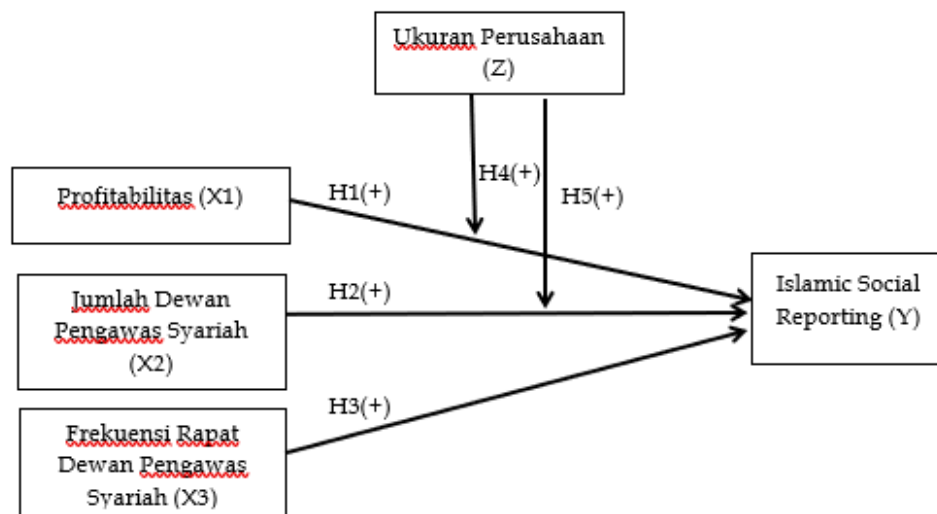 Ukuran Perusahaan
(Z)
H4(+)
H5(+)
Profitabilitas (X1)
H1(+)
Jumlah Dewan
Pengawas Syariah
(X2)
H2(+)
Islamic Social
Reporting (Y)
H3(+)
Frekuensi Rapat
Dewan Pengawas
Syariah (X3)